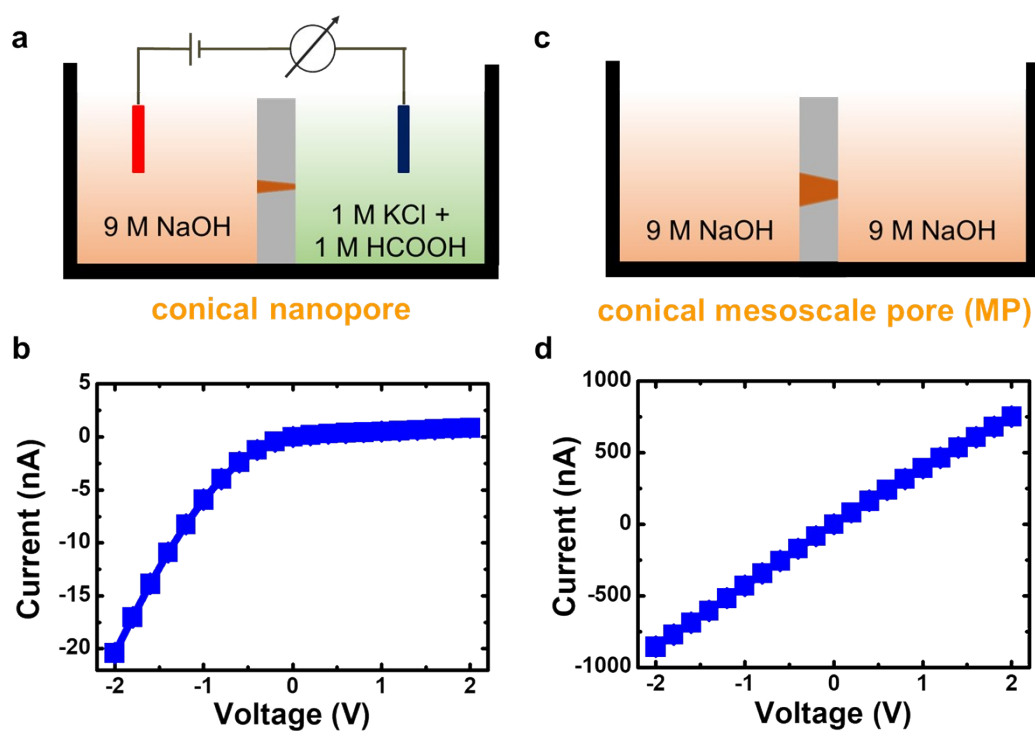 a
9 M NaOH
1 M KCl +
1 M HCOOH
conical nanopore
c
9 M NaOH
9 M NaOH
conical mesoscale pore (MP)
b
Current (nA)
5
0
-5
-10
-15
-20
-2
-1
0
1
2
Voltage (V)
d
Current (nA)
1000
500
0
-500
-1000
-2
-1
0
1
2
Voltage (V)